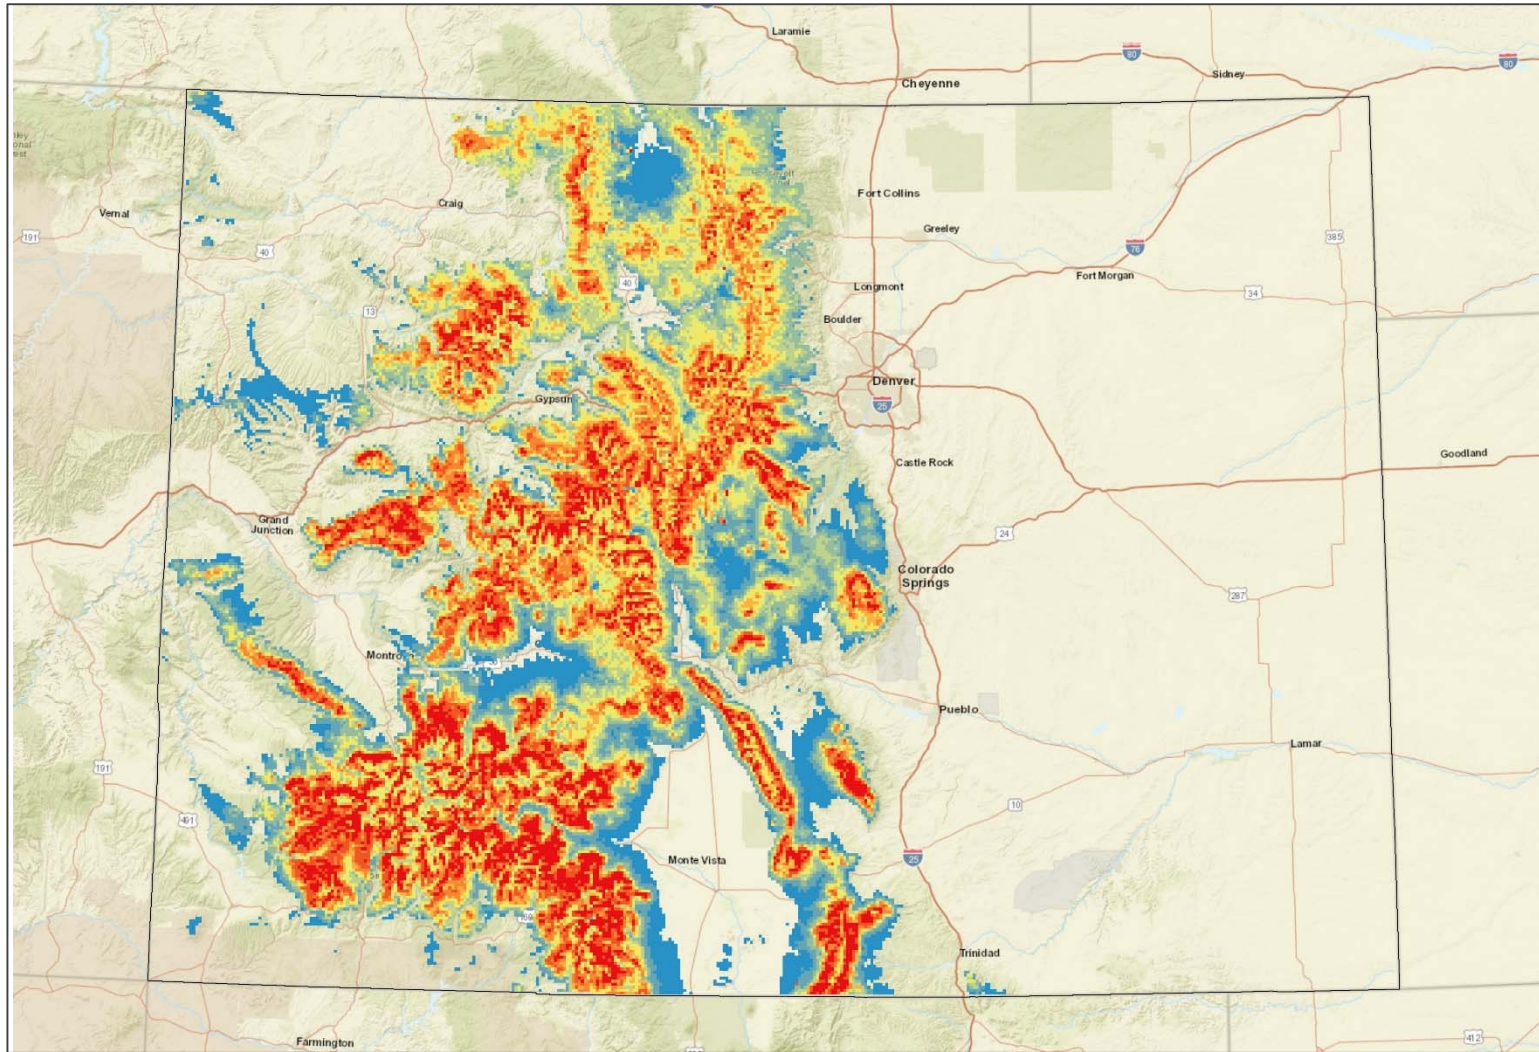 Laramie
80
80
Sidney
Cheyenne
Fort Collins
Vernal
Craig
191
Greeley
385
40
76
Fort Morgan
40
Longmont
34
13
Boulder
Denver
25
Gypsum
Castle Rock
Goodland
Grand
Junction
24
Colorado
Springs
287
Pueblo
Lamar
191
10
491
25
Monte Vista
Trinidad
Farmington
412